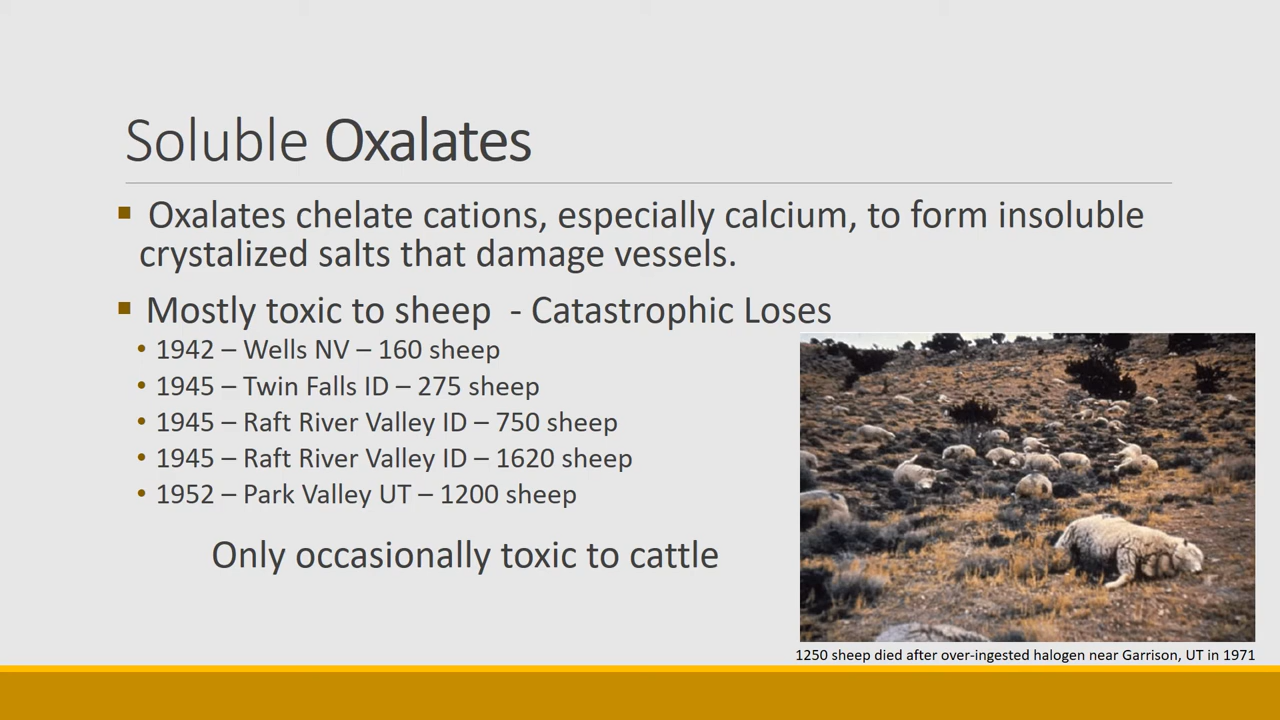 Soluble Oxalates
▪ Oxalates chelate cations, especially calcium, to form insoluble
crystalized salts that damage vessels.
▪ Mostly toxic to sheep - Catastrophic Loses
• 1942 – Wells NV – 160 sheep
• 1945 – Twin Falls ID – 275 sheep
• 1945 – Raft River Valley ID – 750 sheep
• 1945 – Raft River Valley ID – 1620 sheep
• 1952 – Park Valley UT – 1200 sheep
Only occasionally toxic to cattle
1250 sheep died after over-ingested halogen near Garrison, UT in 1971